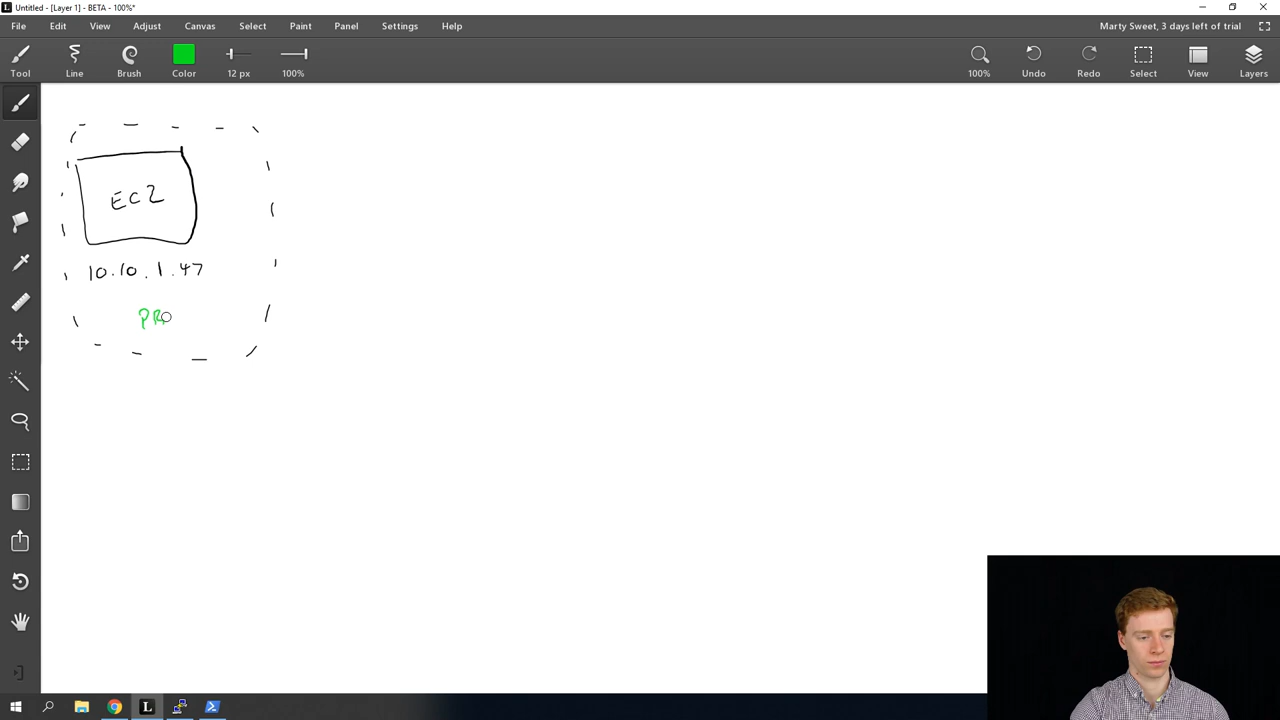 Untitled - [Layer 1] - BETA - 100%*
File Edit View Adjust Canvas Select Paint Panel Settings Help
Marty Sweet, 3 days left of trial
Tool Line Brush Color 12 px 100%
100% Undo Redo Select View Layers
EC2
10.10.1.47
PR